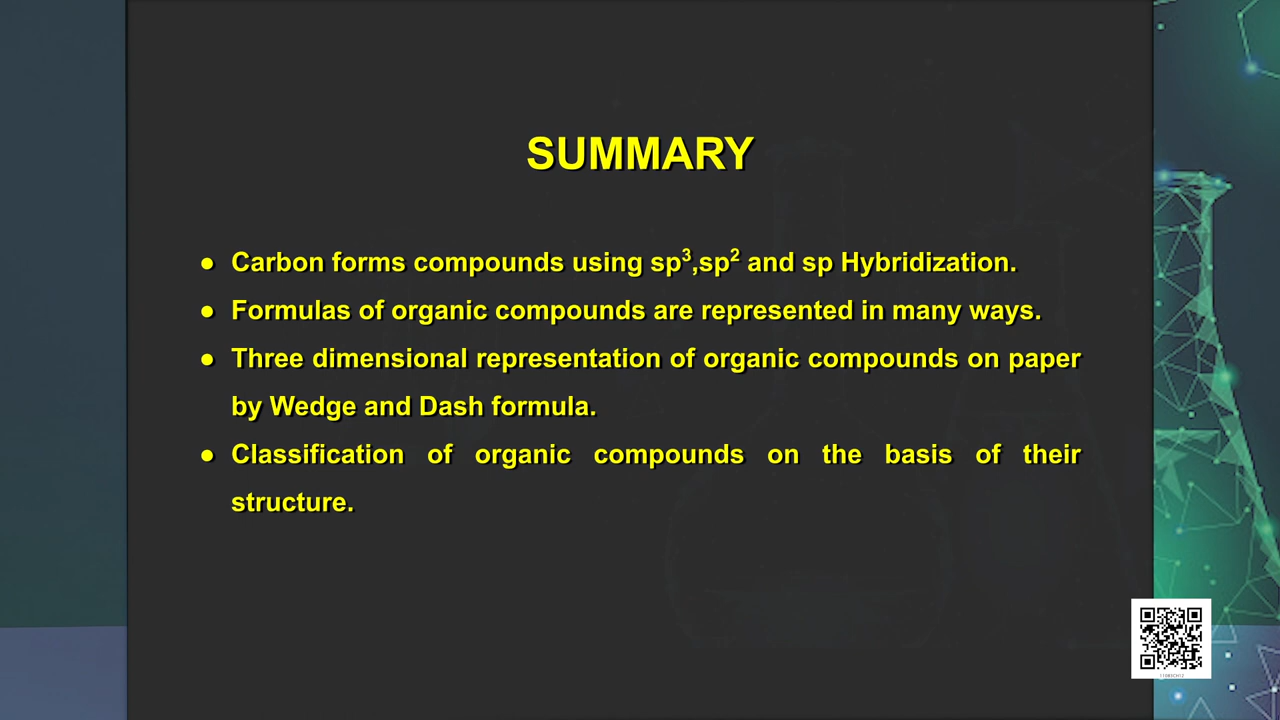 SUMMARY
● Carbon forms compounds using sp³,sp² and sp Hybridization.
● Formulas of organic compounds are represented in many ways.
● Three dimensional representation of organic compounds on paper
by Wedge and Dash formula.
● Classification of organic compounds on the basis of their
structure.